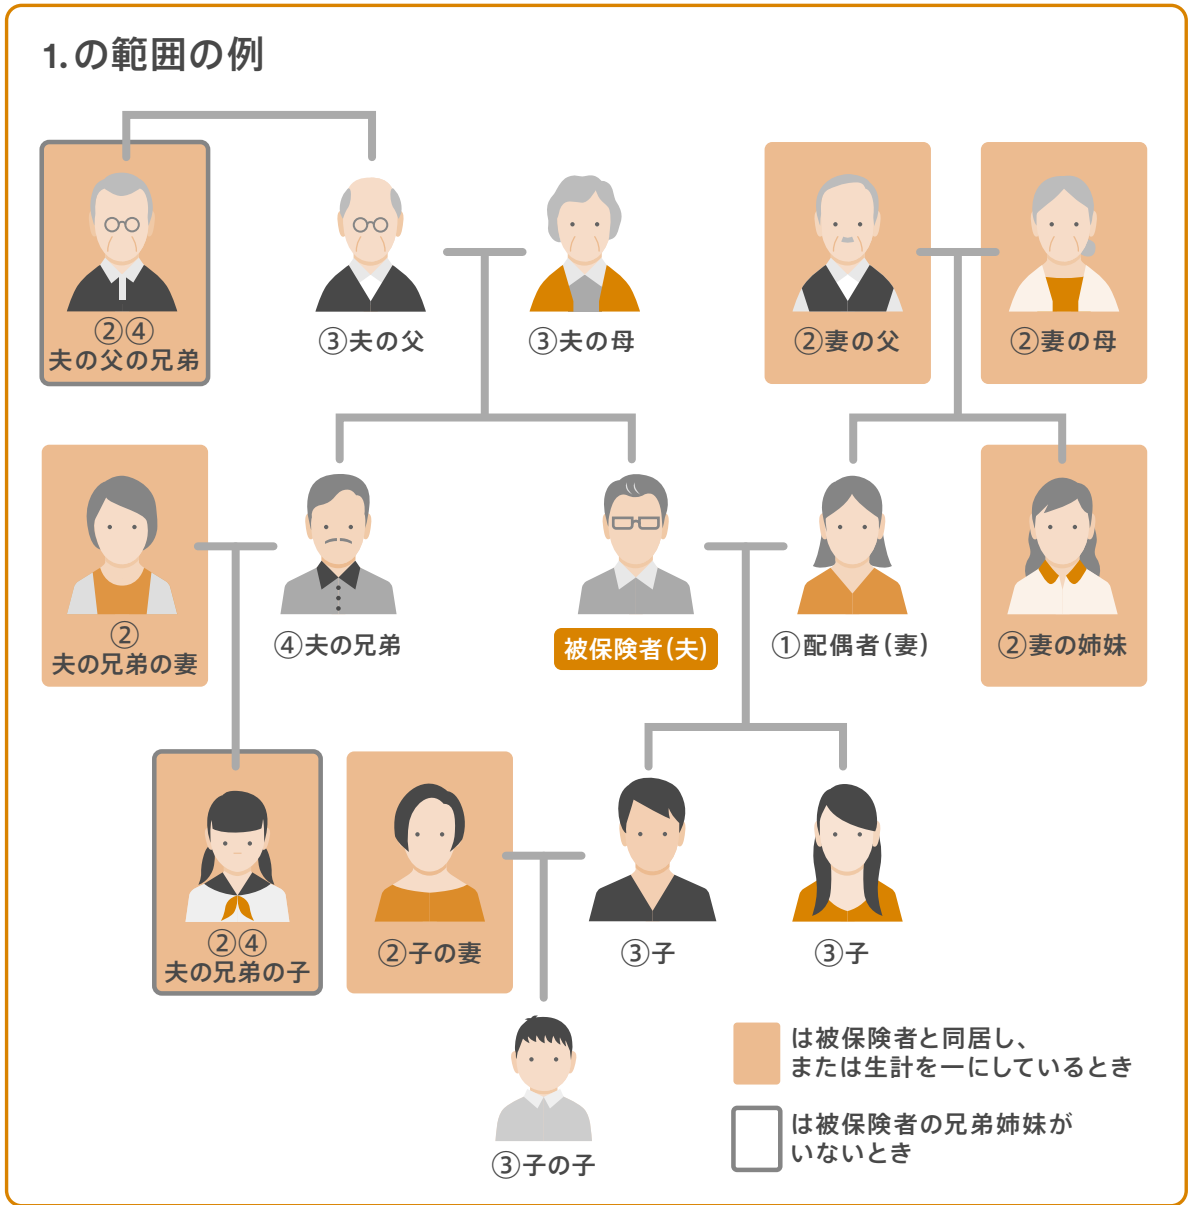 1.の範囲の例
②④
夫の父の兄弟
③夫の父
③夫の母
②妻の父
②妻の母
②
夫の兄弟の妻
④夫の兄弟
被保険者(夫)
①配偶者(妻)
②妻の姉妹
②④
夫の兄弟の子
②子の妻
③子
③子
③子の子
は被保険者と同居し、
または生計を一にしているとき
は被保険者の兄弟姉妹が
いないとき